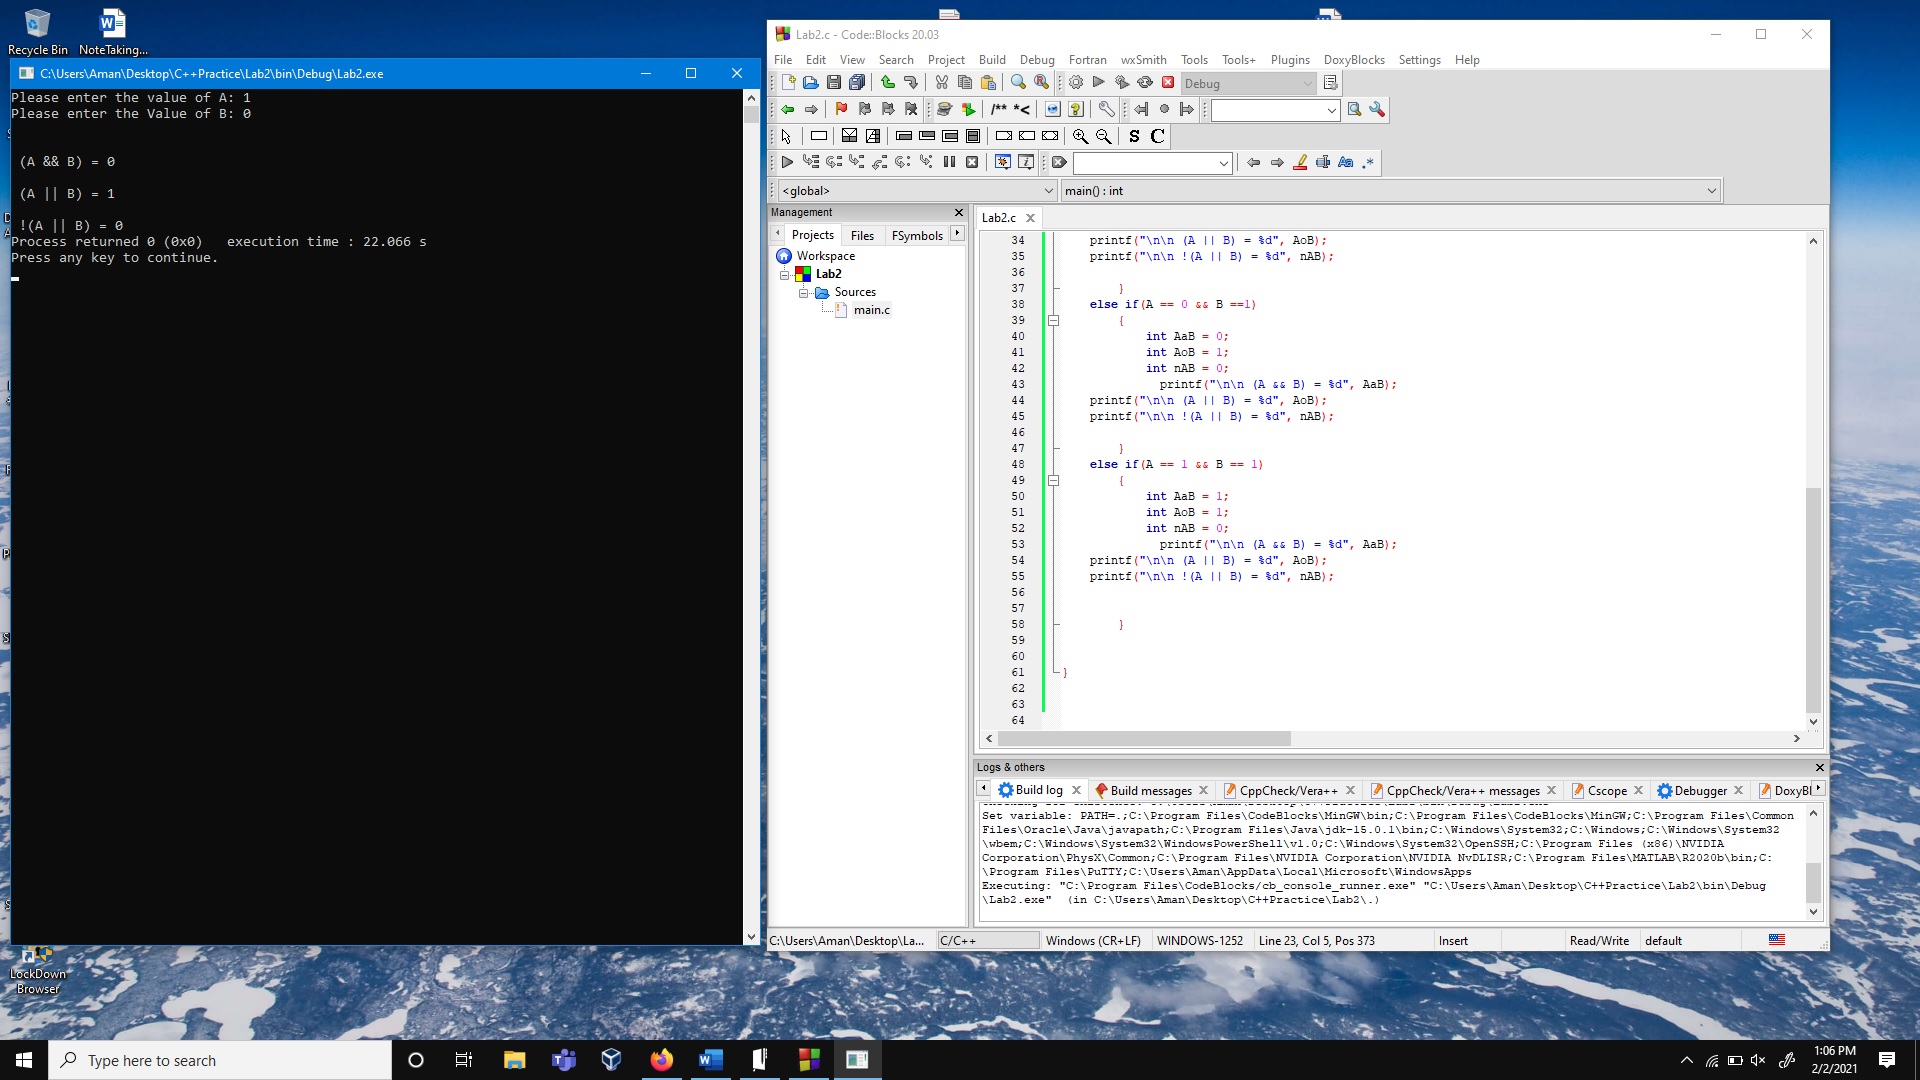 Recycle Bin
NoteTaking...
C:\Users\Aman\Desktop\C++Practice\Lab2\bin\Debug\Lab2.exe
Please enter the value of A: 1
Please enter the Value of B: 0
(A && B) = 0
(A || B) = 1
!(A || B) = 0
Process returned 0 (0x0)   execution time : 22.066 s
Press any key to continue.
LockDown
Browser
Lab2.c - Code::Blocks 20.03
File Edit View Search Project Build Debug Fortran wxSmith Tools Tools+ Plugins DoxyBlocks Settings Help
Debug
/** *<
S C
Aa .*
<global>
main() : int
Management
Projects Files FSymbols
Workspace
Lab2
Sources
main.c
Lab2.c
34 printf("\n\n (A || B) = %d", AoB);
35 printf("\n\n !(A || B) = %d", nAB);
36
37 }
38 else if(A == 0 && B ==1)
39 {
40 int AaB = 0;
41 int AoB = 1;
42 int nAB = 0;
43 printf("\n\n (A && B) = %d", AaB);
44 printf("\n\n (A || B) = %d", AoB);
45 printf("\n\n !(A || B) = %d", nAB);
46
47 }
48 else if(A == 1 && B == 1)
49 {
50 int AaB = 1;
51 int AoB = 1;
52 int nAB = 0;
53 printf("\n\n (A && B) = %d", AaB);
54 printf("\n\n (A || B) = %d", AoB);
55 printf("\n\n !(A || B) = %d", nAB);
56
57
58 }
59
60
61 }
62
63
64
Logs & others
Build log Build messages CppCheck/Vera++ CppCheck/Vera++ messages Cscope Debugger DoxyBl
Set variable: PATH=.;C:\Program Files\CodeBlocks\MinGW\bin;C:\Program Files\CodeBlocks\MinGW;C:\Program Files\Common
Files\Oracle\Java\javapath;C:\Program Files\Java\jdk-15.0.1\bin;C:\Windows\System32;C:\Windows;C:\Windows\System32
\wbem;C:\Windows\System32\WindowsPowerShell\v1.0;C:\Windows\System32\OpenSSH;C:\Program Files (x86)\NVIDIA
Corporation\PhysX\Common;C:\Program Files\NVIDIA Corporation\NVIDIA NvDLISR;C:\Program Files\MATLAB\R2020b\bin;C:
\Program Files\PuTTY;C:\Users\Aman\AppData\Local\Microsoft\WindowsApps
Executing: "C:\Program Files\CodeBlocks/cb_console_runner.exe" "C:\Users\Aman\Desktop\C++Practice\Lab2\bin\Debug
\Lab2.exe"  (in C:\Users\Aman\Desktop\C++Practice\Lab2\.)
C:\Users\Aman\Desktop\La... C/C++ Windows (CR+LF) WINDOWS-1252 Line 23, Col 5, Pos 373 Insert Read/Write default
Type here to search
1:06 PM
2/2/2021